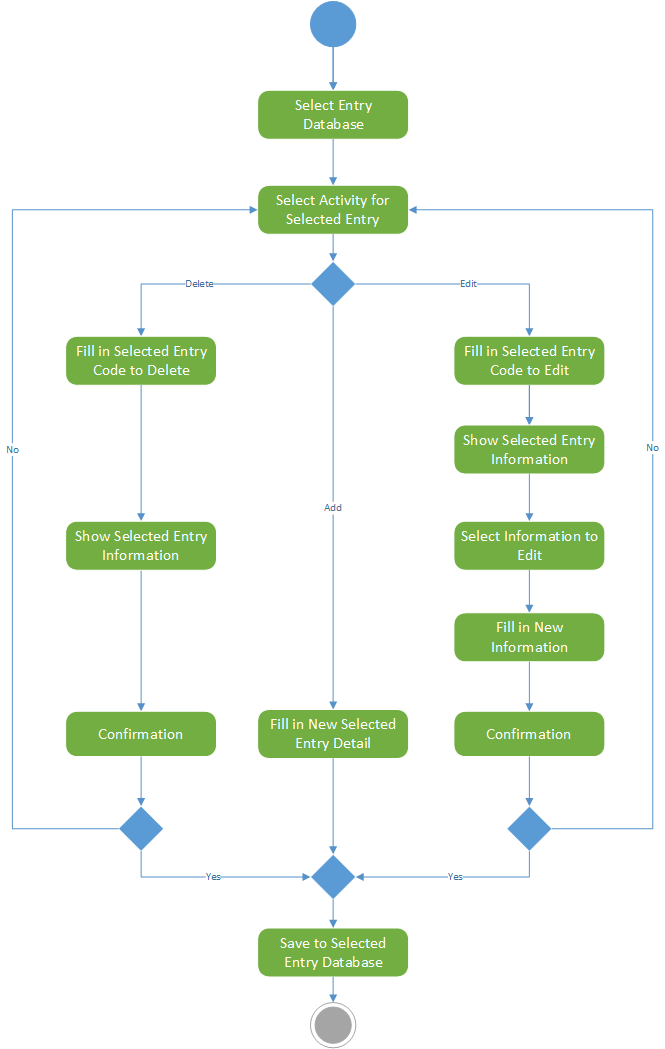 Select Entry
Database
Select Activity for
Selected Entry
Delete
Edit
Fill in Selected Entry
Code to Delete
Fill in Selected Entry
Code to Edit
Show Selected Entry
Information
No
No
Add
Show Selected Entry
Information
Select Information to
Edit
Fill in New
Information
Confirmation
Fill in New Selected
Entry Detail
Confirmation
Yes
Yes
Save to Selected
Entry Database